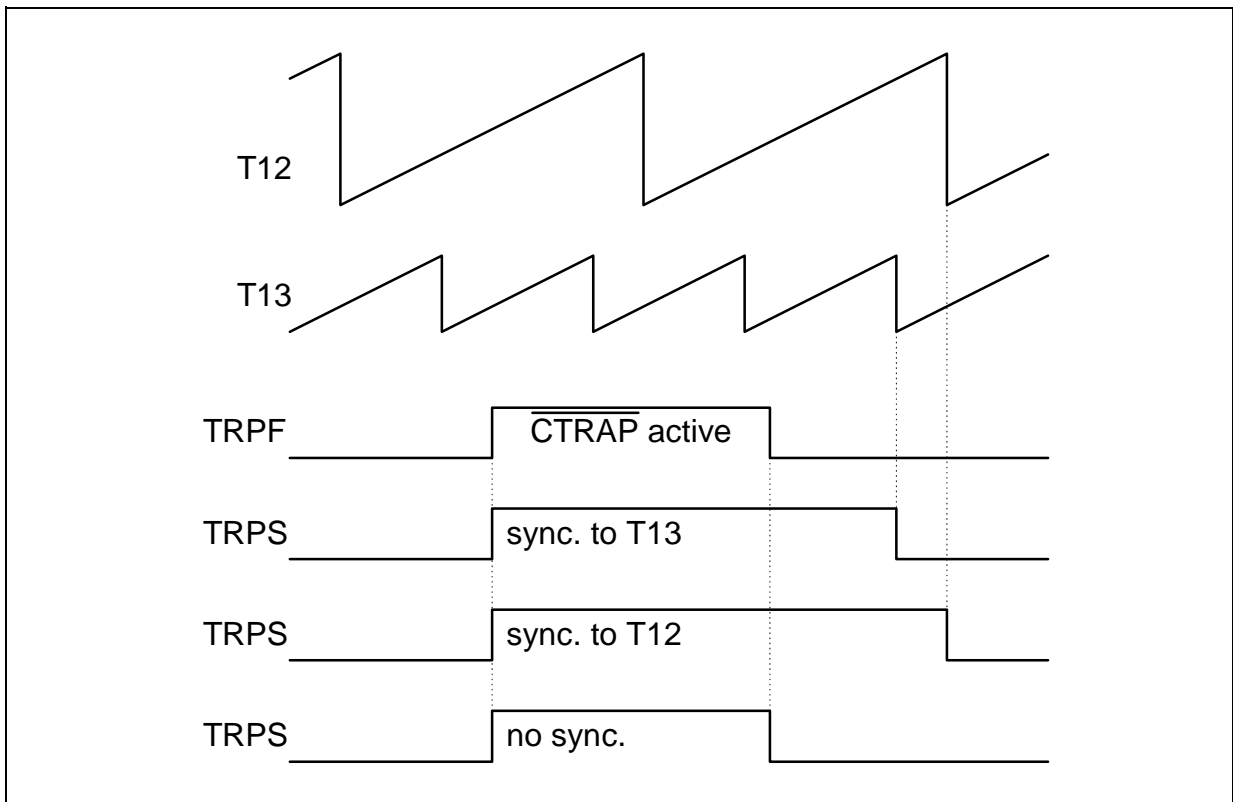 T12
T13
TRPF CTRAP active
TRPS sync. to T13
TRPS sync. to T12
TRPS no sync.